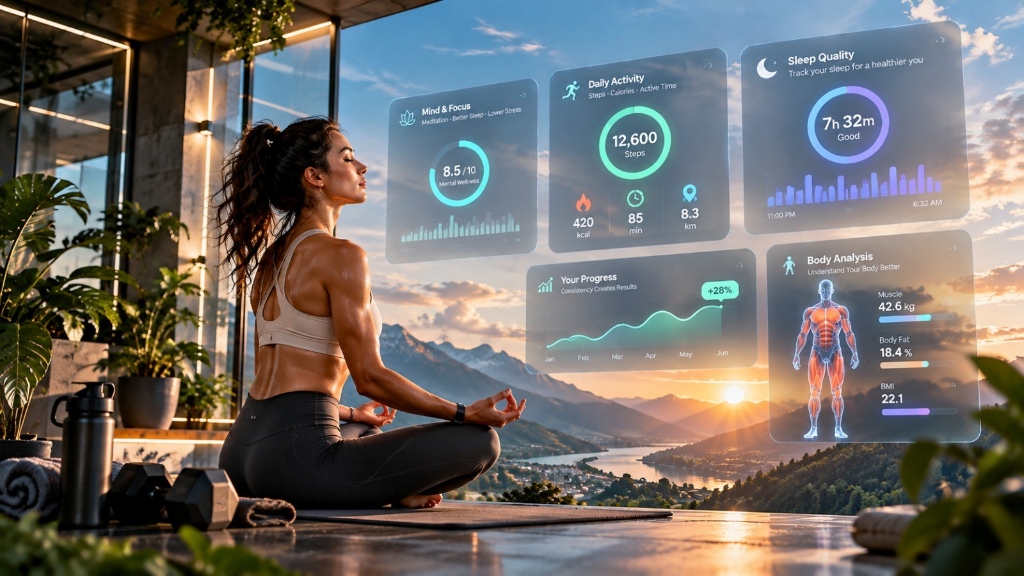 Mind & Focus
Meditation · Better Sleep · Lower Stress
8.5 / 10
Mental Wellness
Daily Activity
Steps · Calories · Active Time
12,600
Steps
420
kcal
85
min
8.3
km
Sleep Quality
Track your sleep for a healthier you
7h 32m
Good
11:00 PM
6:32 AM
Your Progress
Consistency Creates Results
+28%
Jan Feb Mar Apr May Jun
Body Analysis
Understand Your Body Better
Muscle
42.6 kg
Body Fat
18.4 %
BMI
22.1